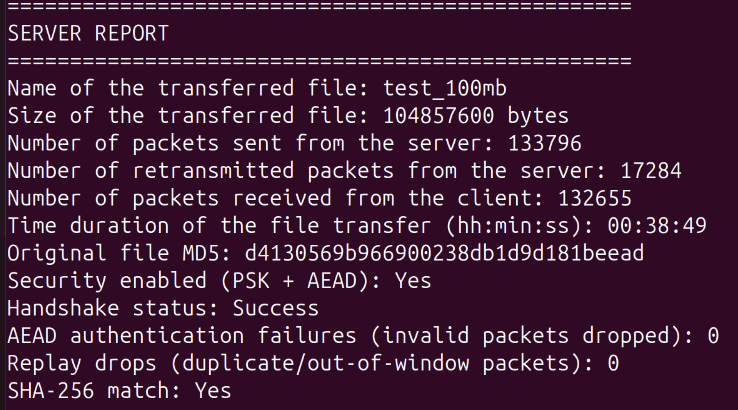 ==================================================
SERVER REPORT
==================================================
Name of the transferred file: test_100mb
Size of the transferred file: 104857600 bytes
Number of packets sent from the server: 133796
Number of retransmitted packets from the server: 17284
Number of packets received from the client: 132655
Time duration of the file transfer (hh:min:ss): 00:38:49
Original file MD5: d4130569b966900238db1d9d181beead
Security enabled (PSK + AEAD): Yes
Handshake status: Success
AEAD authentication failures (invalid packets dropped): 0
Replay drops (duplicate/out-of-window packets): 0
SHA-256 match: Yes